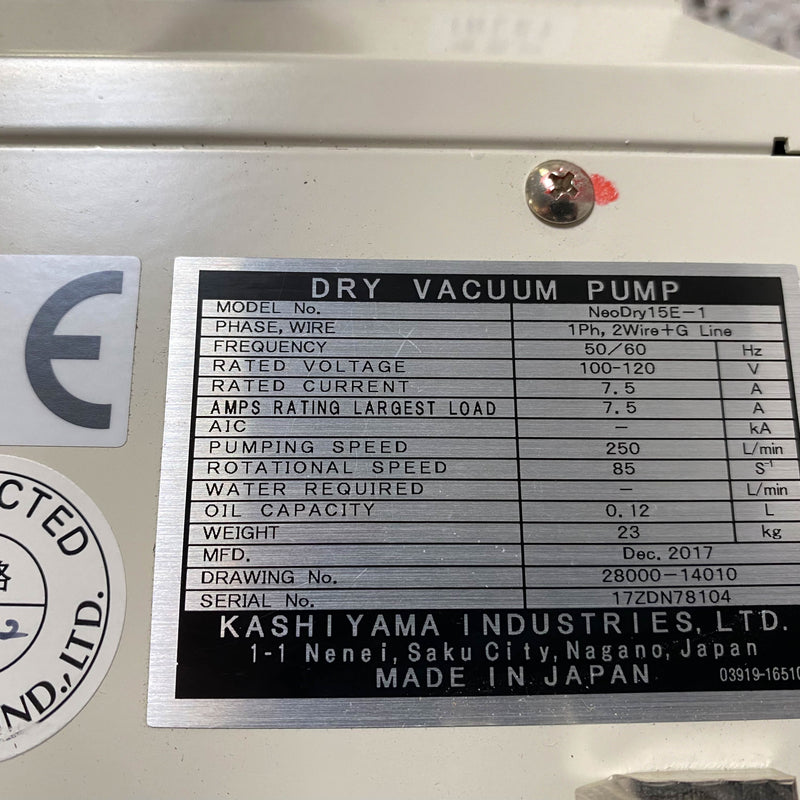 DRY VACUUM PUMP
MODEL No. NeoDry15E-1
PHASE, WIRE 1Ph, 2Wire+G Line
FREQUENCY 50/60 Hz
RATED VOLTAGE 100-120 V
RATED CURRENT 7.5 A
AMPS RATING LARGEST LOAD 7.5 A
AIC - kA
PUMPING SPEED 250 L/min
ROTATIONAL SPEED 85 S⁻¹
WATER REQUIRED - L/min
OIL CAPACITY 0.12 L
WEIGHT 23 kg
MFD. Dec. 2017
DRAWING No. 28000-14010
SERIAL No. 17ZDN78104
KASHIYAMA INDUSTRIES, LTD.
1-1 Nenei, Saku City, Nagano, Japan
MADE IN JAPAN 03919-16510
CE
CTED
格
2
ND., LTD.